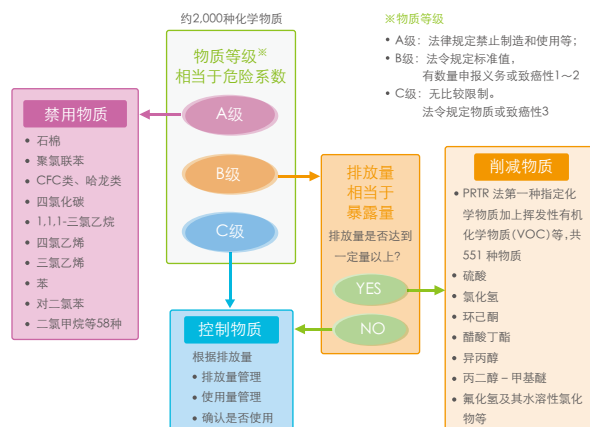 约2,000种化学物质
物质等级※
相当于危险系数
A级
B级
C级
※物质等级
• A级：法律规定禁止制造和使用等；
• B级：法令规定标准值，
有数量申报义务或致癌性1～2
• C级：无比较限制。
法令规定物质或致癌性3
禁用物质
• 石棉
• 聚氯联苯
• CFC类、哈龙类
• 四氯化碳
• 1,1,1-三氯乙烷
• 四氯乙烯
• 三氯乙烯
• 苯
• 对二氯苯
• 二氯甲烷等58种
排放量
相当于
暴露量
排放量是否达到
一定量以上？
YES
NO
控制物质
根据排放量
• 排放量管理
• 使用量管理
• 确认是否使用
削减物质
• PRTR 法第一种指定化
学物质加上挥发性有机
化学物质(VOC)等，共
551 种物质
• 硫酸
• 氯化氢
• 环己酮
• 醋酸丁酯
• 异丙醇
• 丙二醇 – 甲基醚
• 氟化氢及其水溶性氯化
物等